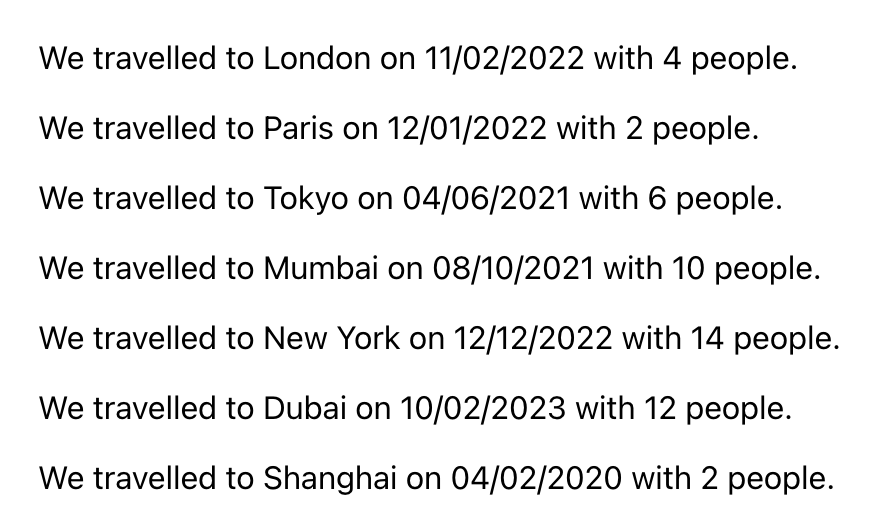 We travelled to London on 11/02/2022 with 4 people.
We travelled to Paris on 12/01/2022 with 2 people.
We travelled to Tokyo on 04/06/2021 with 6 people.
We travelled to Mumbai on 08/10/2021 with 10 people.
We travelled to New York on 12/12/2022 with 14 people.
We travelled to Dubai on 10/02/2023 with 12 people.
We travelled to Shanghai on 04/02/2020 with 2 people.